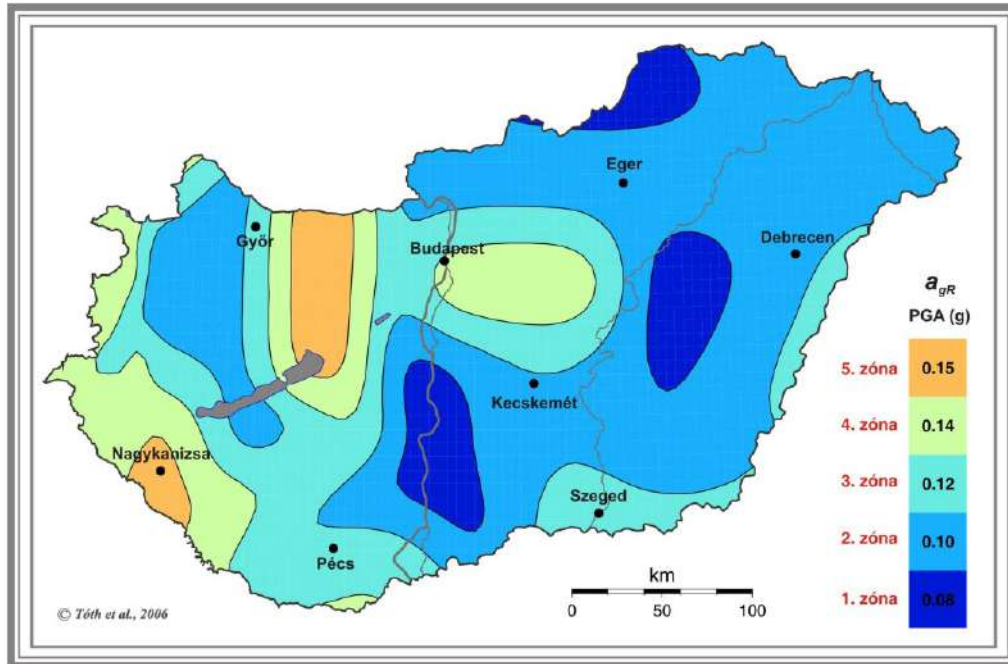 Eger
Győr
Budapest
Debrecen
Kecskemét
Nagykanizsa
Szeged
Pécs
a_gR
PGA (g)
5. zóna 0.15
4. zóna 0.14
3. zóna 0.12
2. zóna 0.10
1. zóna 0.08
km
0 50 100
© Tóth et al., 2006